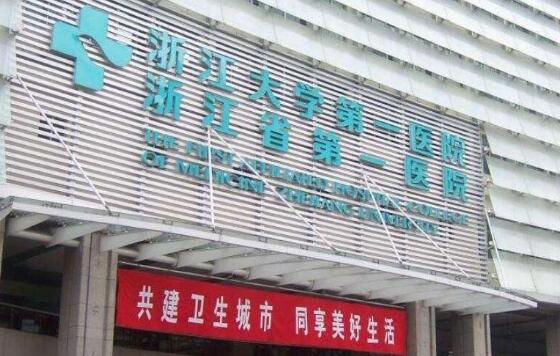 浙江大学第一医院
浙江省第一医院
THE FIRST AFFILIATED HOSPITAL COLLEGE
OF MEDICINE ZHEJIANG UNIVERSITY
共建卫生城市 同享美好生活